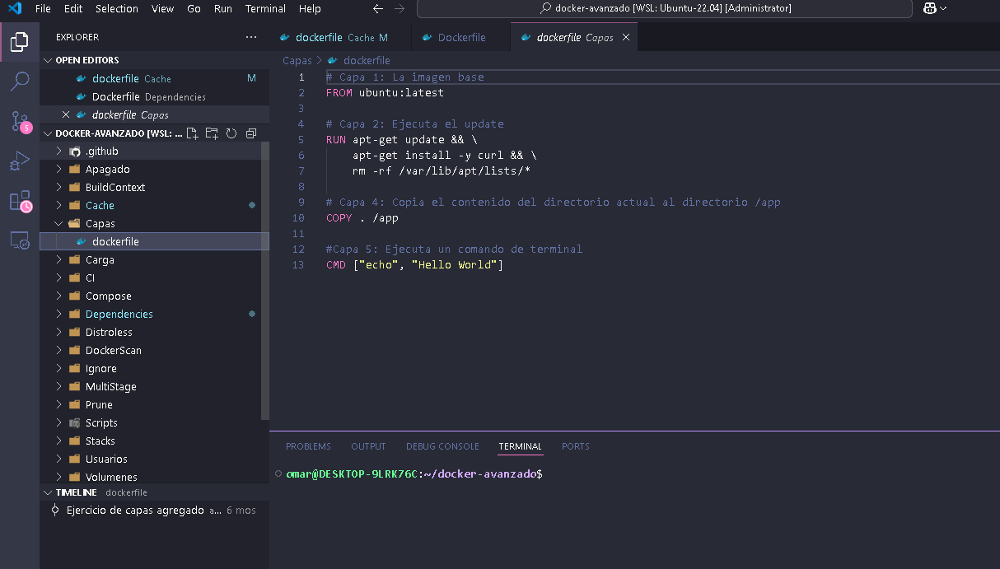 File Edit Selection View Go Run Terminal Help
docker-avanzado [WSL: Ubuntu-22.04] [Administrator]
EXPLORER
OPEN EDITORS
dockerfile Cache M
Dockerfile Dependencies
dockerfile Capas
DOCKER-AVANZADO [WSL: ...
.github
Apagado
BuildContext
Cache
Capas
dockerfile
Carga
CI
Compose
Dependencies
Distroless
DockerScan
Ignore
MultiStage
Prune
Scripts
Stacks
Usuarios
Volumenes
TIMELINE dockerfile
Ejercicio de capas agregado a... 6 mos
5
dockerfile Cache M
Dockerfile
dockerfile Capas
Capas > dockerfile
1 # Capa 1: La imagen base
2 FROM ubuntu:latest
3
4 # Capa 2: Ejecuta el update
5 RUN apt-get update && \
6 apt-get install -y curl && \
7 rm -rf /var/lib/apt/lists/*
8
9 # Capa 4: Copia el contenido del directorio actual al directorio /app
10 COPY . /app
11
12 #Capa 5: Ejecuta un comando de terminal
13 CMD ["echo", "Hello World"]
PROBLEMS OUTPUT DEBUG CONSOLE TERMINAL PORTS
omar@DESKTOP-9LRK76C:~/docker-avanzado$